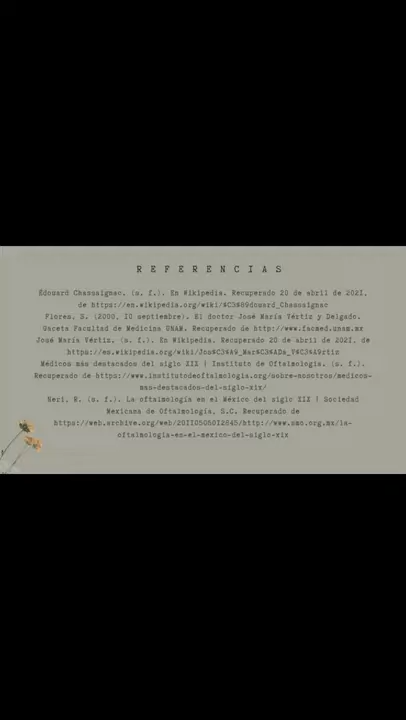 REFERENCIAS
Édouard Chassaignac. (s. f.). En Wikipedia. Recuperado 20 de abril de 2021,
de https://en.wikipedia.org/wiki/%C3%89douard_Chassaignac
Flores, S. (2000, 10 septiembre). El doctor José María Vértiz y Delgado.
Gaceta Facultad de Medicina UNAM. Recuperado de http://www.facmed.unam.mx
José María Vértiz. (s. f.). En Wikipedia. Recuperado 20 de abril de 2021, de
https://en.wikipedia.org/wiki/Jos%C3%A9_Mar%C3%ADa_V%C3%A9rtiz
Médicos más destacados del siglo XIX | Instituto de Oftalmología. (s. f.).
Recuperado de https://www.institutodeoftalmologia.org/sobre-nosotros/medicos-
mas-destacados-del-siglo-xix/
Neri, R. (s. f.). La oftalmología en el México del siglo XIX | Sociedad
Mexicana de Oftalmología, S.C. Recuperado de
https://web.archive.org/web/20110505012645/http://www.smo.org.mx/la-
oftalmologia-en-el-mexico-del-siglo-xix